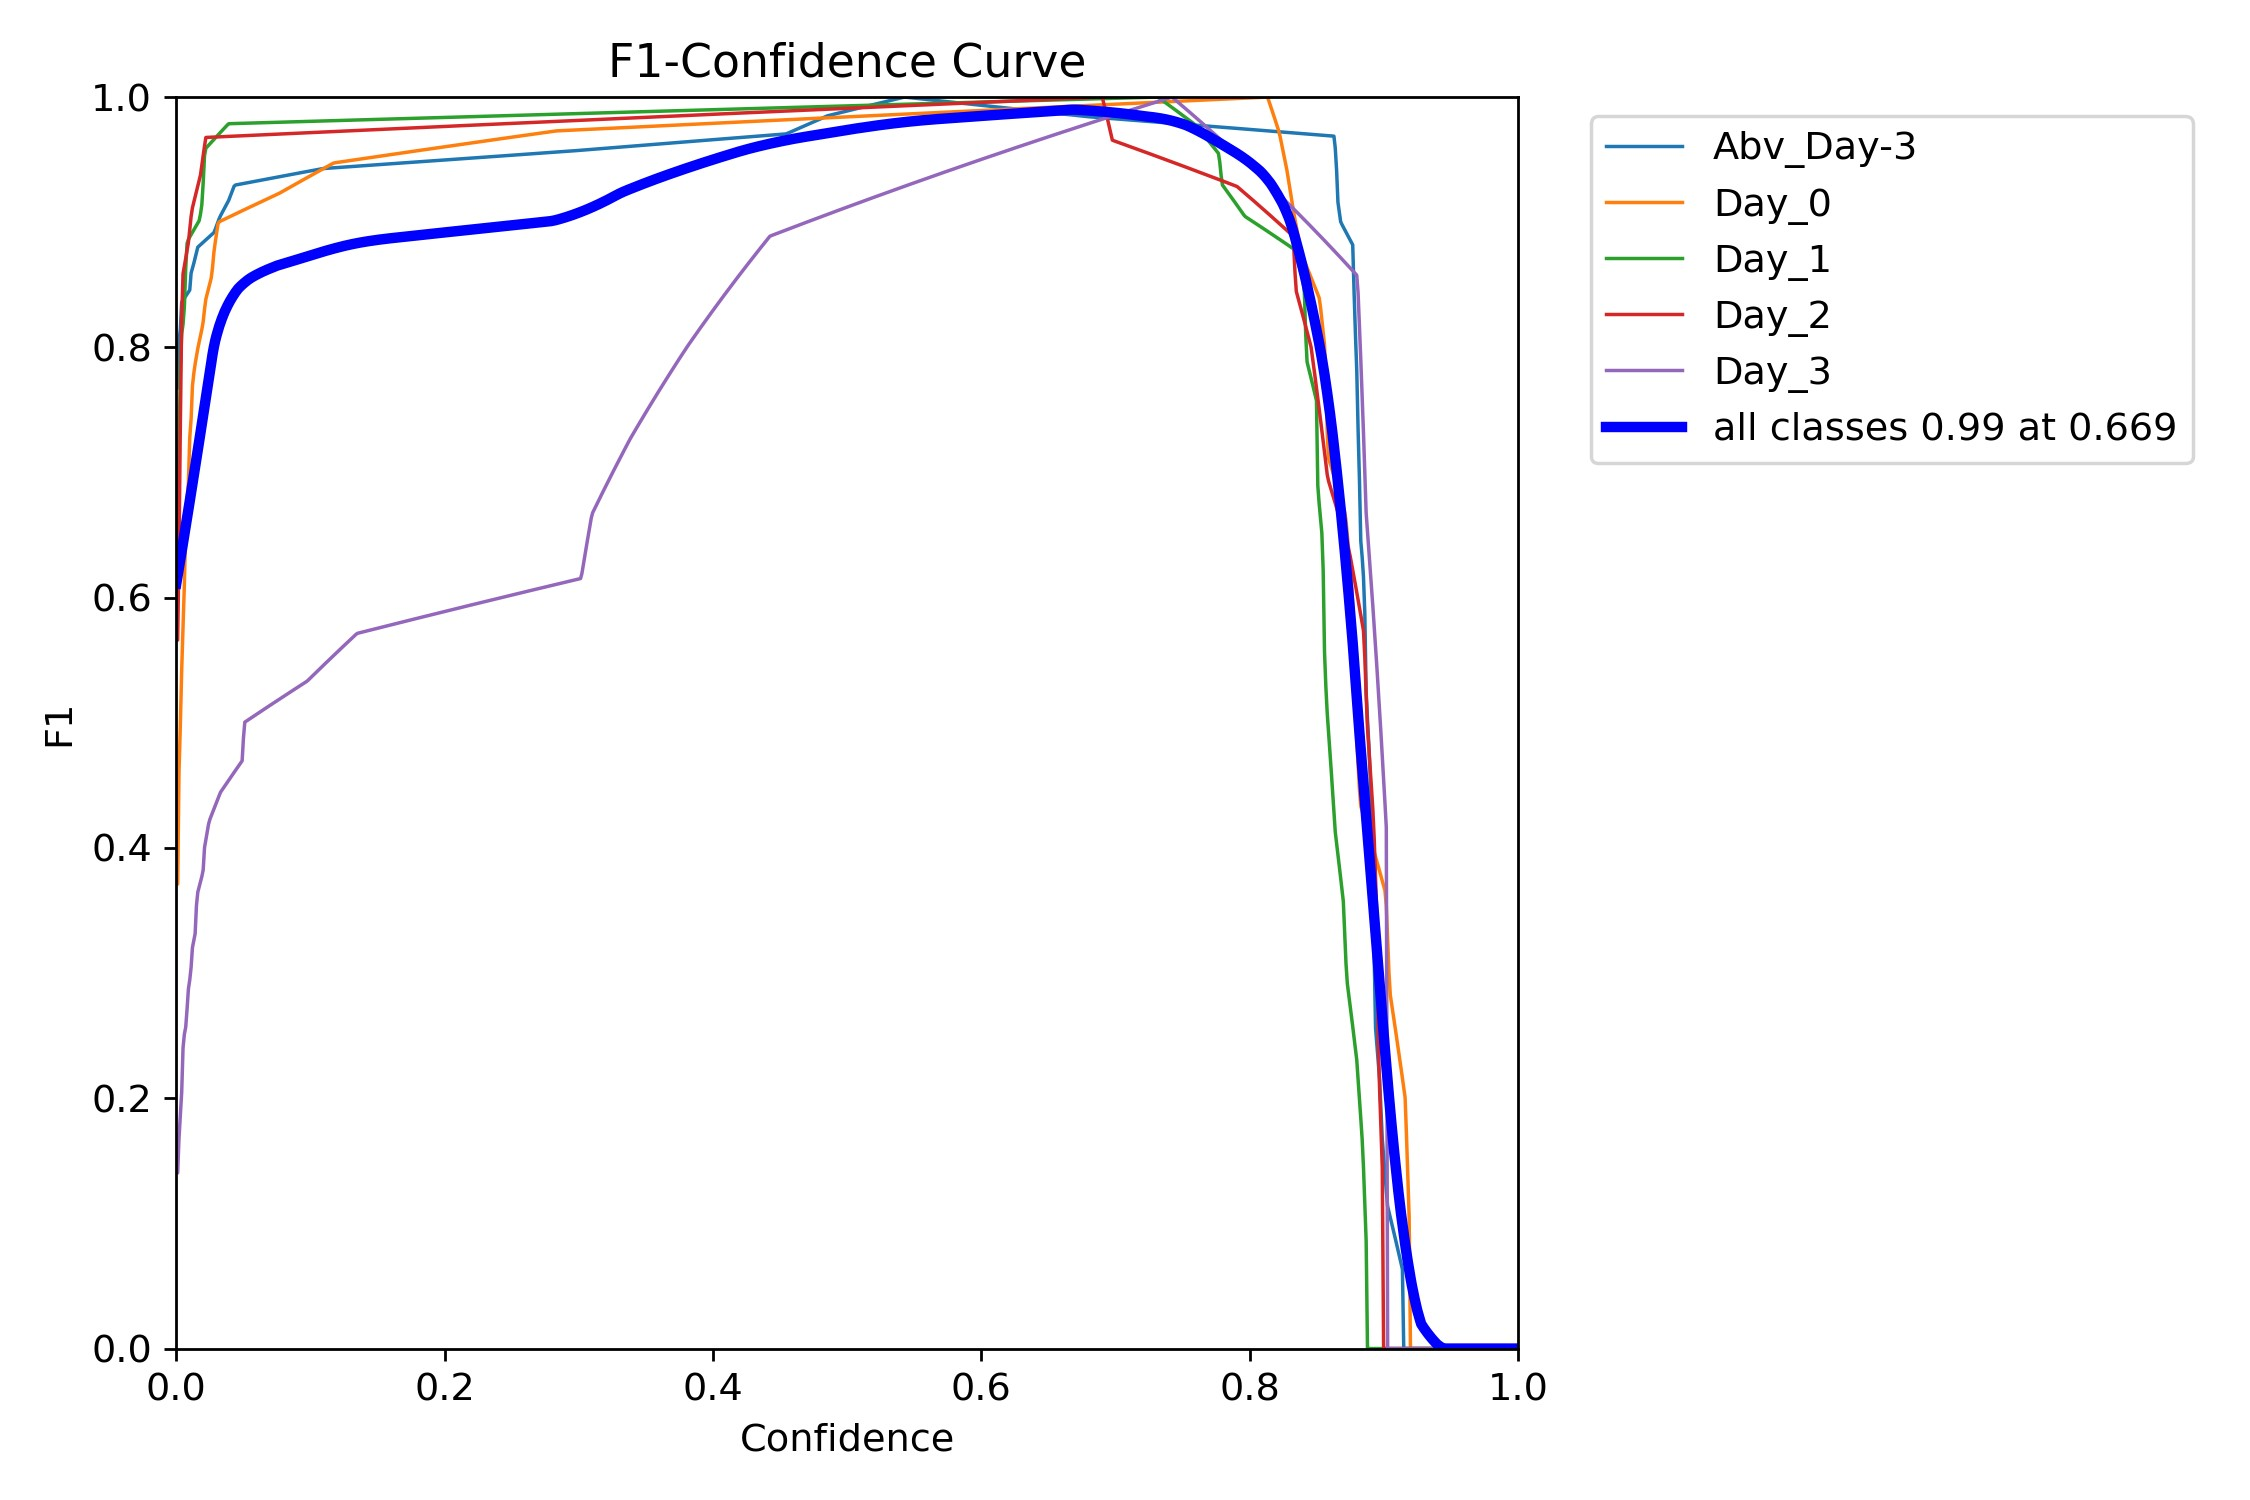 F1-Confidence Curve
1.0
0.8
0.6
0.4
0.2
0.0
F1
0.0 0.2 0.4 0.6 0.8 1.0
Confidence
Abv_Day-3
Day_0
Day_1
Day_2
Day_3
all classes 0.99 at 0.669